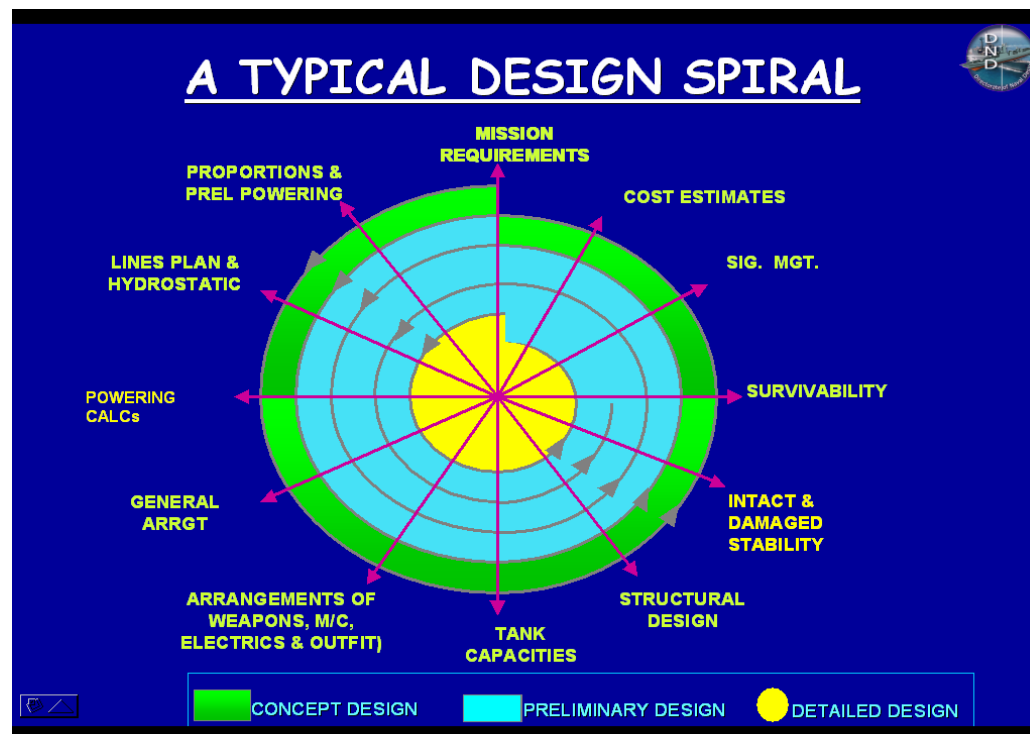 A TYPICAL DESIGN SPIRAL
DND
MISSION
REQUIREMENTS
PROPORTIONS &
PREL POWERING
COST ESTIMATES
LINES PLAN &
HYDROSTATIC
SIG. MGT.
POWERING
CALCs
SURVIVABILITY
GENERAL
ARRGT
INTACT &
DAMAGED
STABILITY
ARRANGEMENTS OF
WEAPONS, M/C,
ELECTRICS & OUTFIT)
STRUCTURAL
DESIGN
TANK
CAPACITIES
CONCEPT DESIGN
PRELIMINARY DESIGN
DETAILED DESIGN